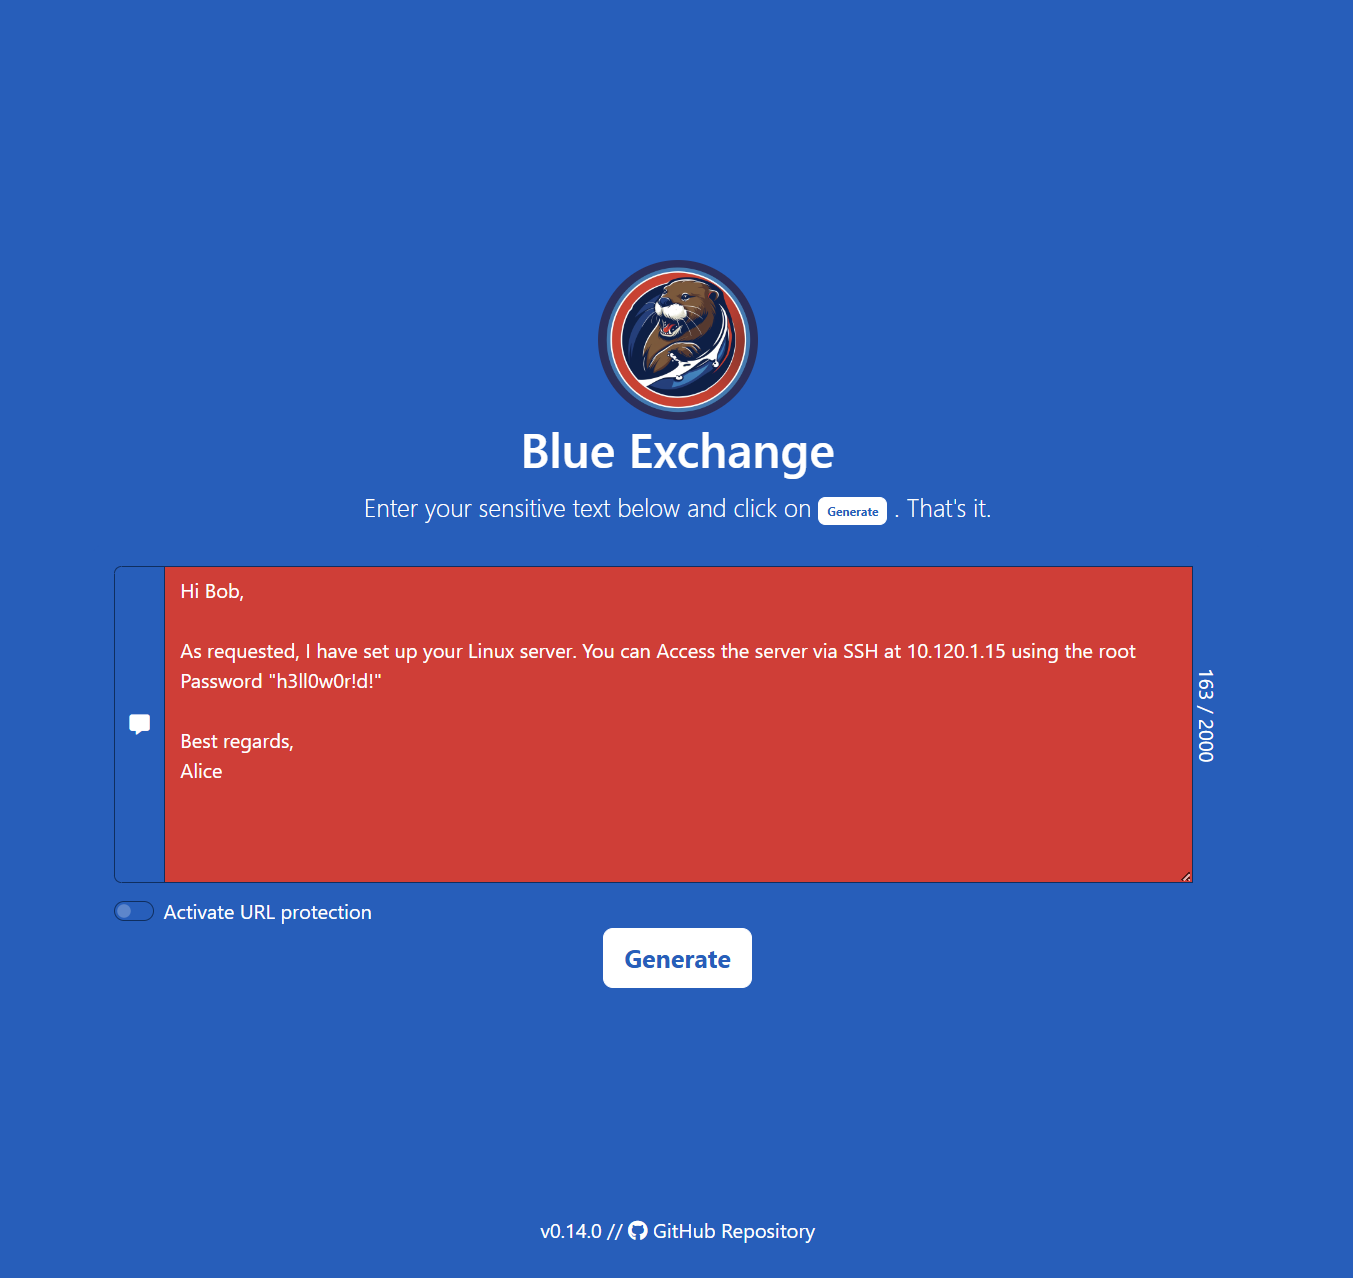 Blue Exchange
Enter your sensitive text below and click on Generate . That's it.
Hi Bob,
As requested, I have set up your Linux server. You can Access the server via SSH at 10.120.1.15 using the root
Password "h3ll0w0r!d!"
Best regards,
Alice
163 / 2000
Activate URL protection
Generate
v0.14.0 // GitHub Repository